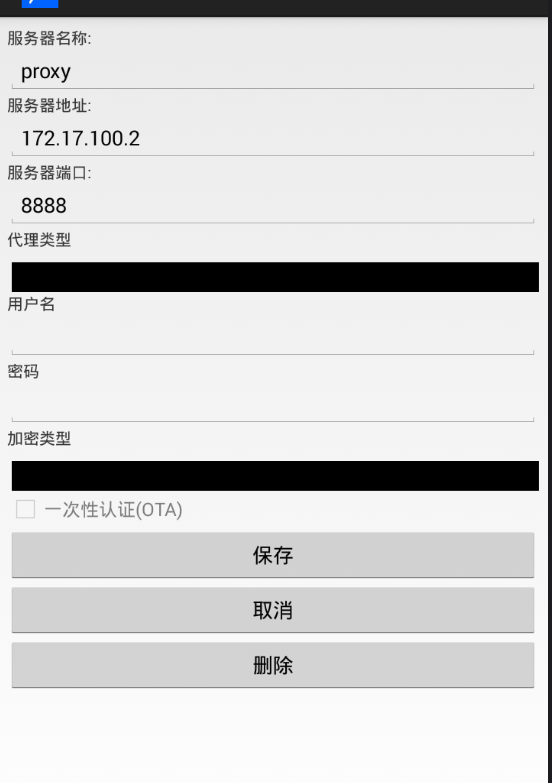 服务器名称:
proxy
服务器地址:
172.17.100.2
服务器端口:
8888
代理类型
用户名
密码
加密类型
一次性认证(OTA)
保存
取消
删除